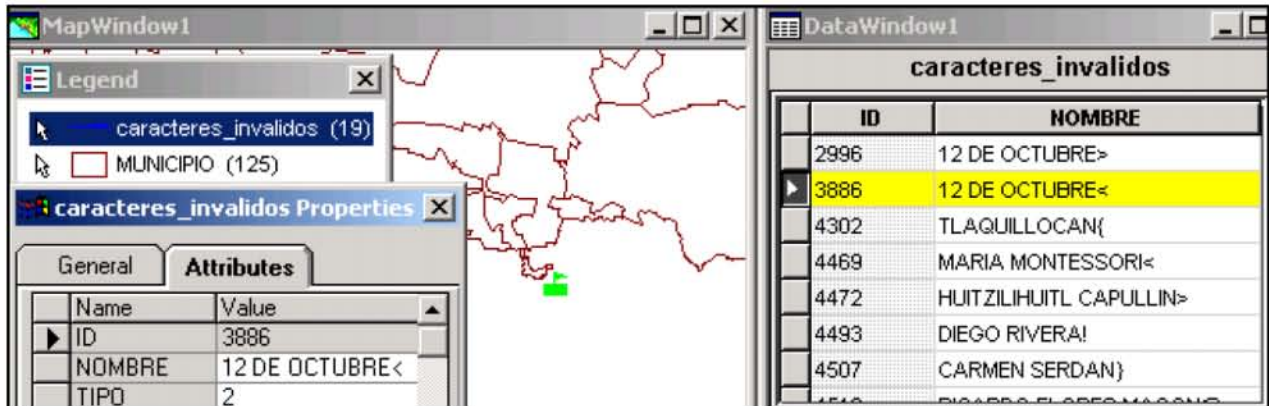 MapWindow1
Legend
caracteres_invalidos (19)
MUNICIPIO (125)
caracteres_invalidos Properties
General Attributes
Name Value
ID 3886
NOMBRE 12 DE OCTUBRE<
TIPO 2
DataWindow1
caracteres_invalidos
ID NOMBRE
2996 12 DE OCTUBRE>
3886 12 DE OCTUBRE<
4302 TLAQUILLOCAN{
4469 MARIA MONTESSORI<
4472 HUITZILIHUITL CAPULLIN>
4493 DIEGO RIVERA!
4507 CARMEN SERDAN}